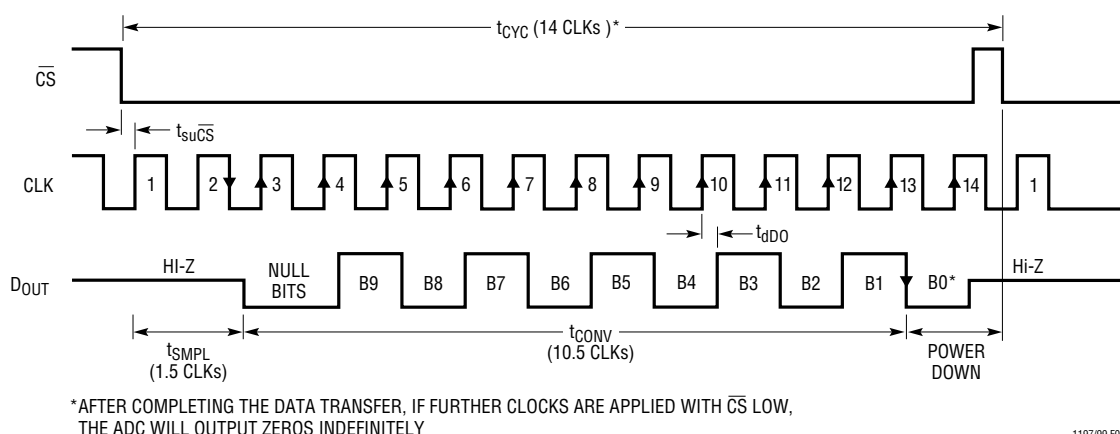 tCYC (14 CLKs )*
CS
tsuCS
CLK
1 2 3 4 5 6 7 8 9 10 11 12 13 14 1
tdDO
DOUT
HI-Z
NULL
BITS
B9 B8 B7 B6 B5 B4 B3 B2 B1 B0*
Hi-Z
tSMPL
(1.5 CLKs)
tCONV
(10.5 CLKs)
POWER
DOWN
*AFTER COMPLETING THE DATA TRANSFER, IF FURTHER CLOCKS ARE APPLIED WITH CS LOW,
THE ADC WILL OUTPUT ZEROS INDEFINITELY